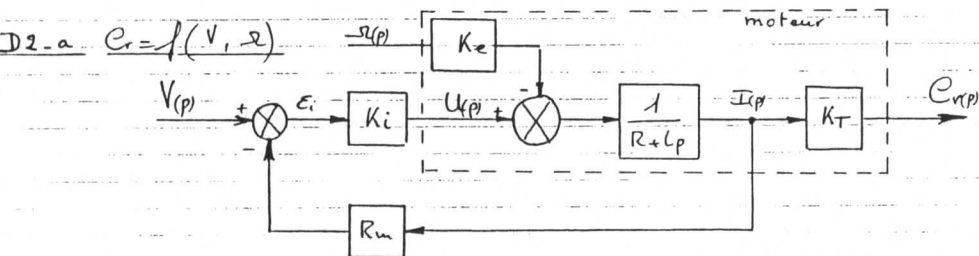 moteur
D2-a Cr = f(V, Ω)
Ω(p)
Ke
V(p)
+
-
εi
Ki
U(p)
+
-
1
R+Lp
I(p)
KT
Cr(p)
Rm